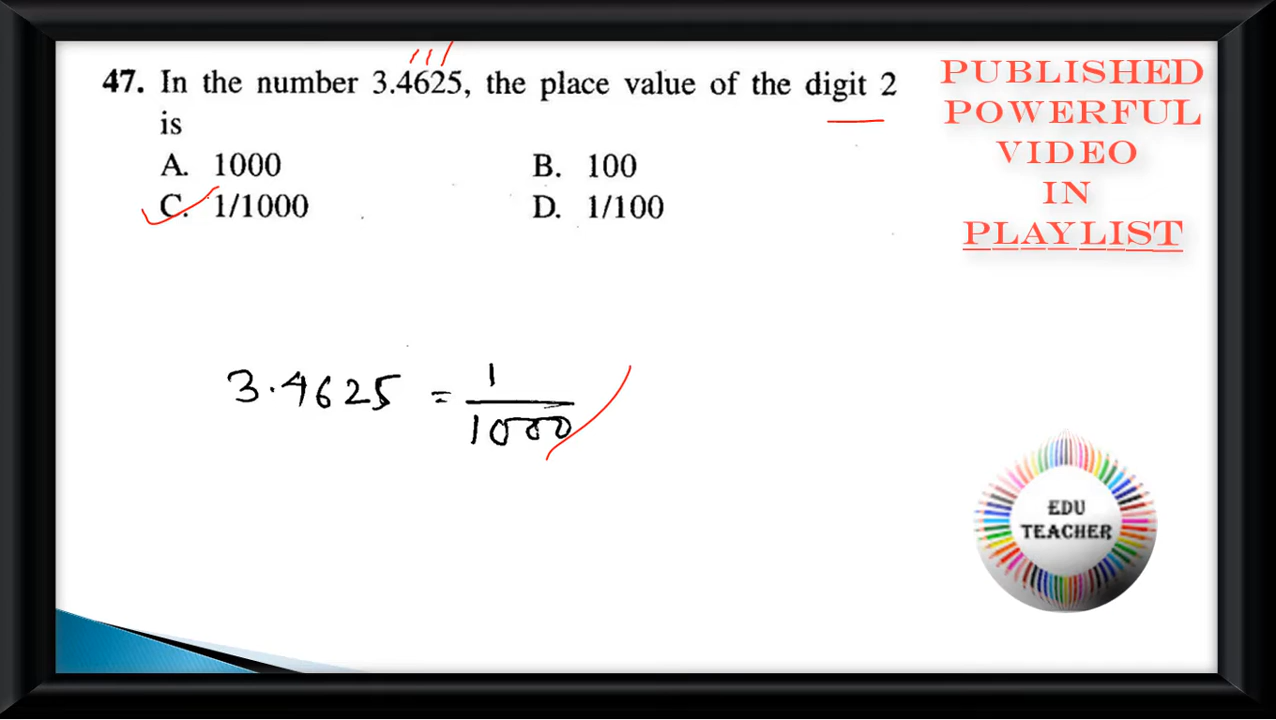 47. In the number 3.4625, the place value of the digit 2
is
A. 1000 B. 100
C. 1/1000 D. 1/100
3.4625 = 1/1000
PUBLISHED
POWERFUL
VIDEO
IN
PLAYLIST
EDU
TEACHER